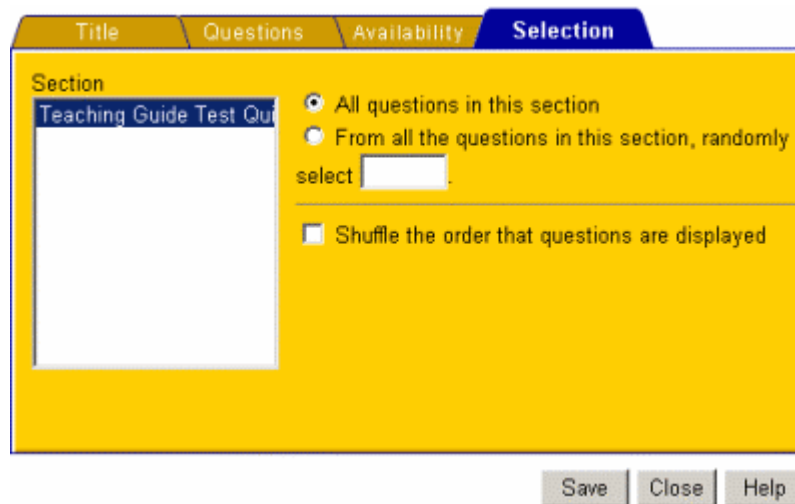 Title Questions Availability Selection
Section
Teaching Guide Test Qui
All questions in this section
From all the questions in this section, randomly
select .
Shuffle the order that questions are displayed
Save Close Help